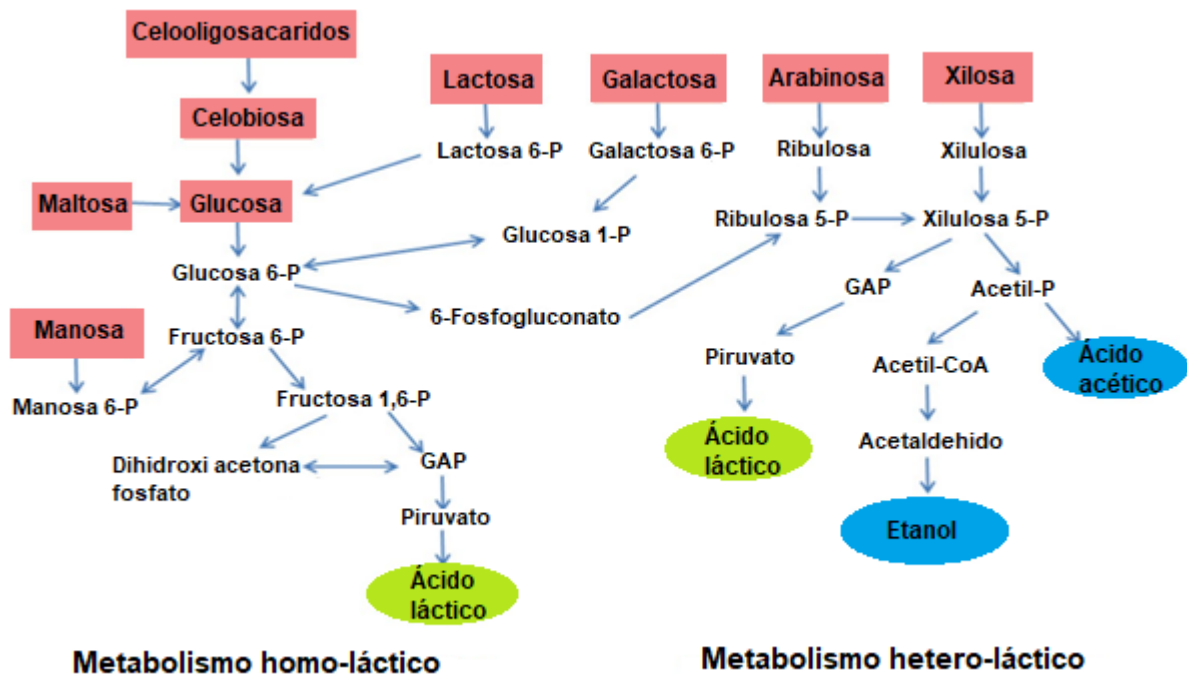 Celooligosacaridos
Lactosa
Galactosa
Arabinosa
Xilosa
Celobiosa
Lactosa 6-P
Galactosa 6-P
Ribulosa
Xilulosa
Maltosa
Glucosa
Glucosa 1-P
Ribulosa 5-P
Xilulosa 5-P
Glucosa 6-P
6-Fosfogluconato
GAP
Acetil-P
Manosa
Fructosa 6-P
Piruvato
Acetil-CoA
Ácido
acético
Manosa 6-P
Fructosa 1,6-P
Ácido
láctico
Acetaldehido
Dihidroxi acetona
fosfato
GAP
Piruvato
Etanol
Ácido
láctico
Metabolismo homo-láctico
Metabolismo hetero-láctico